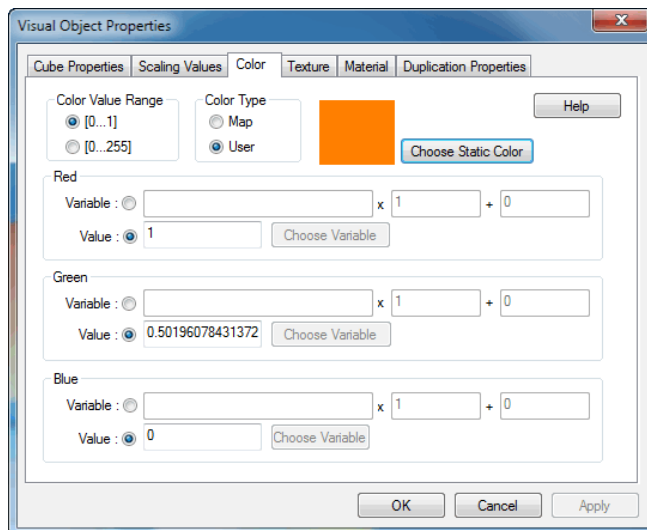 Visual Object Properties
Cube Properties Scaling Values Color Texture Material Duplication Properties
Color Value Range Color Type
[0...1] Map Help
[0...255] User Choose Static Color
Red
Variable : x 1 + 0
Value : 1 Choose Variable
Green
Variable : x 1 + 0
Value : 0.50196078431372 Choose Variable
Blue
Variable : x 1 + 0
Value : 0 Choose Variable
OK Cancel Apply